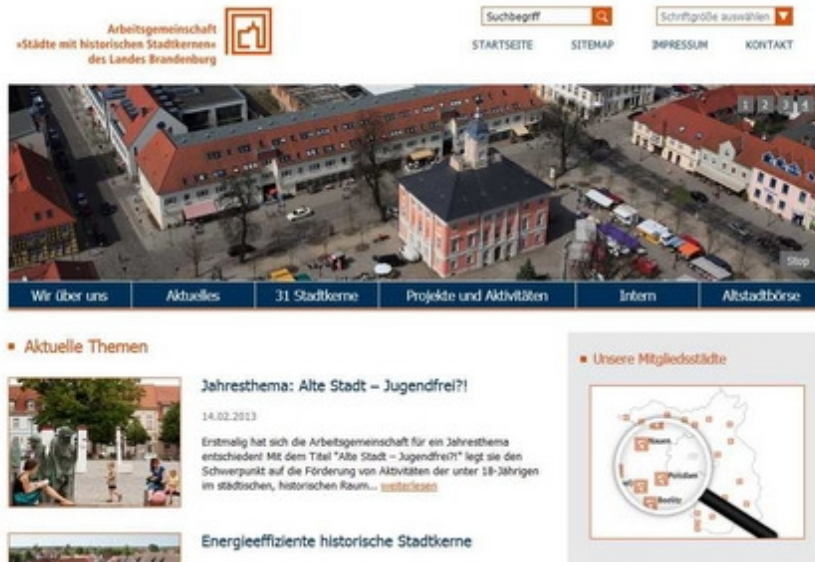 Arbeitsgemeinschaft
»Städte mit historischen Stadtkernen«
des Landes Brandenburg
Suchbegriff
Schriftgröße auswählen
STARTSEITE SITEMAP IMPRESSUM KONTAKT
1 2 3 4
Stop
Wir über uns Aktuelles 31 Stadtkerne Projekte und Aktivitäten Intern Altstadtbörse
Aktuelle Themen
Jahresthema: Alte Stadt – Jugendfrei?!
14.02.2013
Erstmalig hat sich die Arbeitsgemeinschaft für ein Jahresthema
entschieden! Mit dem Titel "Alte Stadt – Jugendfrei?!" legt sie den
Schwerpunkt auf die Förderung von Aktivitäten der unter 18-Jährigen
im städtischen, historischen Raum... weiterlesen
Energieeffiziente historische Stadtkerne
Unsere Mitgliedsstädte
Nauen
Potsdam
Beelitz